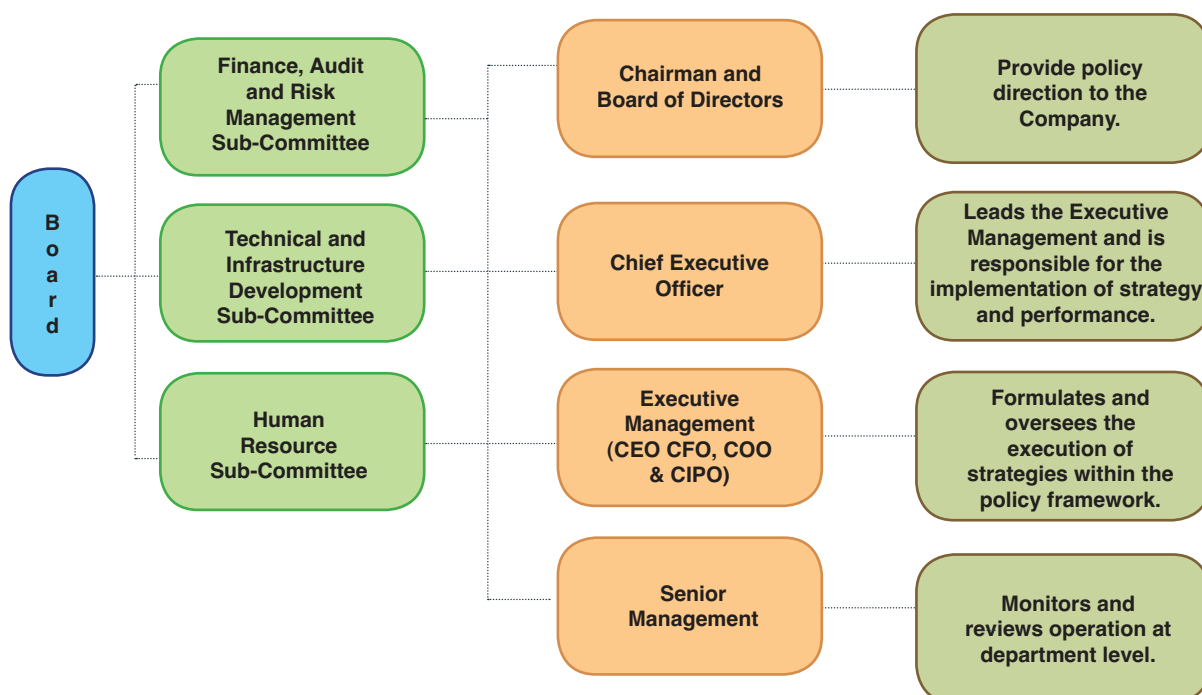 Board
Finance, Audit
and Risk
Management
Sub-Committee
Technical and
Infrastructure
Development
Sub-Committee
Human
Resource
Sub-Committee
Chairman and
Board of Directors
Chief Executive
Officer
Executive
Management
(CEO CFO, COO
& CIPO)
Senior
Management
Provide policy
direction to the
Company.
Leads the Executive
Management and is
responsible for the
implementation of strategy
and performance.
Formulates and
oversees the
execution of
strategies within the
policy framework.
Monitors and
reviews operation at
department level.